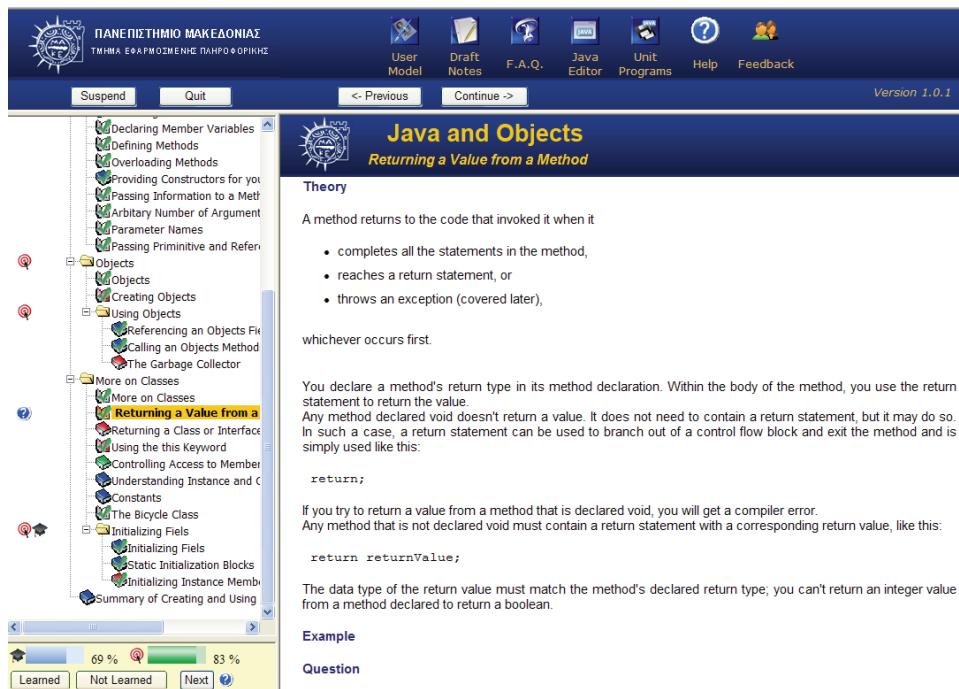 ΠΑΝΕΠΙΣΤΗΜΙΟ ΜΑΚΕΔΟΝΙΑΣ
ΤΜΗΜΑ ΕΦΑΡΜΟΣΜΕΝΗΣ ΠΛΗΡΟΦΟΡΙΚΗΣ
User Model
Draft Notes
F.A.Q.
Java Editor
Unit Programs
Help
Feedback
Suspend
Quit
<- Previous
Continue ->
Version 1.0.1
Declaring Member Variables
Defining Methods
Overloading Methods
Providing Constructors for you
Passing Information to a Meth
Arbitary Number of Argument
Parameter Names
Passing Priminitive and Refere
Objects
Objects
Creating Objects
Using Objects
Referencing an Objects Fie
Calling an Objects Method
The Garbage Collector
More on Classes
More on Classes
Returning a Value from a
Returning a Class or Interface
Using the this Keyword
Controlling Access to Member
Understanding Instance and C
Constants
The Bicycle Class
Initializing Fiels
Initializing Fiels
Static Initialization Blocks
Initializing Instance Membe
Summary of Creating and Using
69 %
83 %
Learned
Not Learned
Next
Java and Objects
Returning a Value from a Method
Theory
A method returns to the code that invoked it when it
• completes all the statements in the method,
• reaches a return statement, or
• throws an exception (covered later),
whichever occurs first.
You declare a method's return type in its method declaration. Within the body of the method, you use the return
statement to return the value.
Any method declared void doesn't return a value. It does not need to contain a return statement, but it may do so.
In such a case, a return statement can be used to branch out of a control flow block and exit the method and is
simply used like this:
return;
If you try to return a value from a method that is declared void, you will get a compiler error.
Any method that is not declared void must contain a return statement with a corresponding return value, like this:
return returnValue;
The data type of the return value must match the method's declared return type; you can't return an integer value
from a method declared to return a boolean.
Example
Question